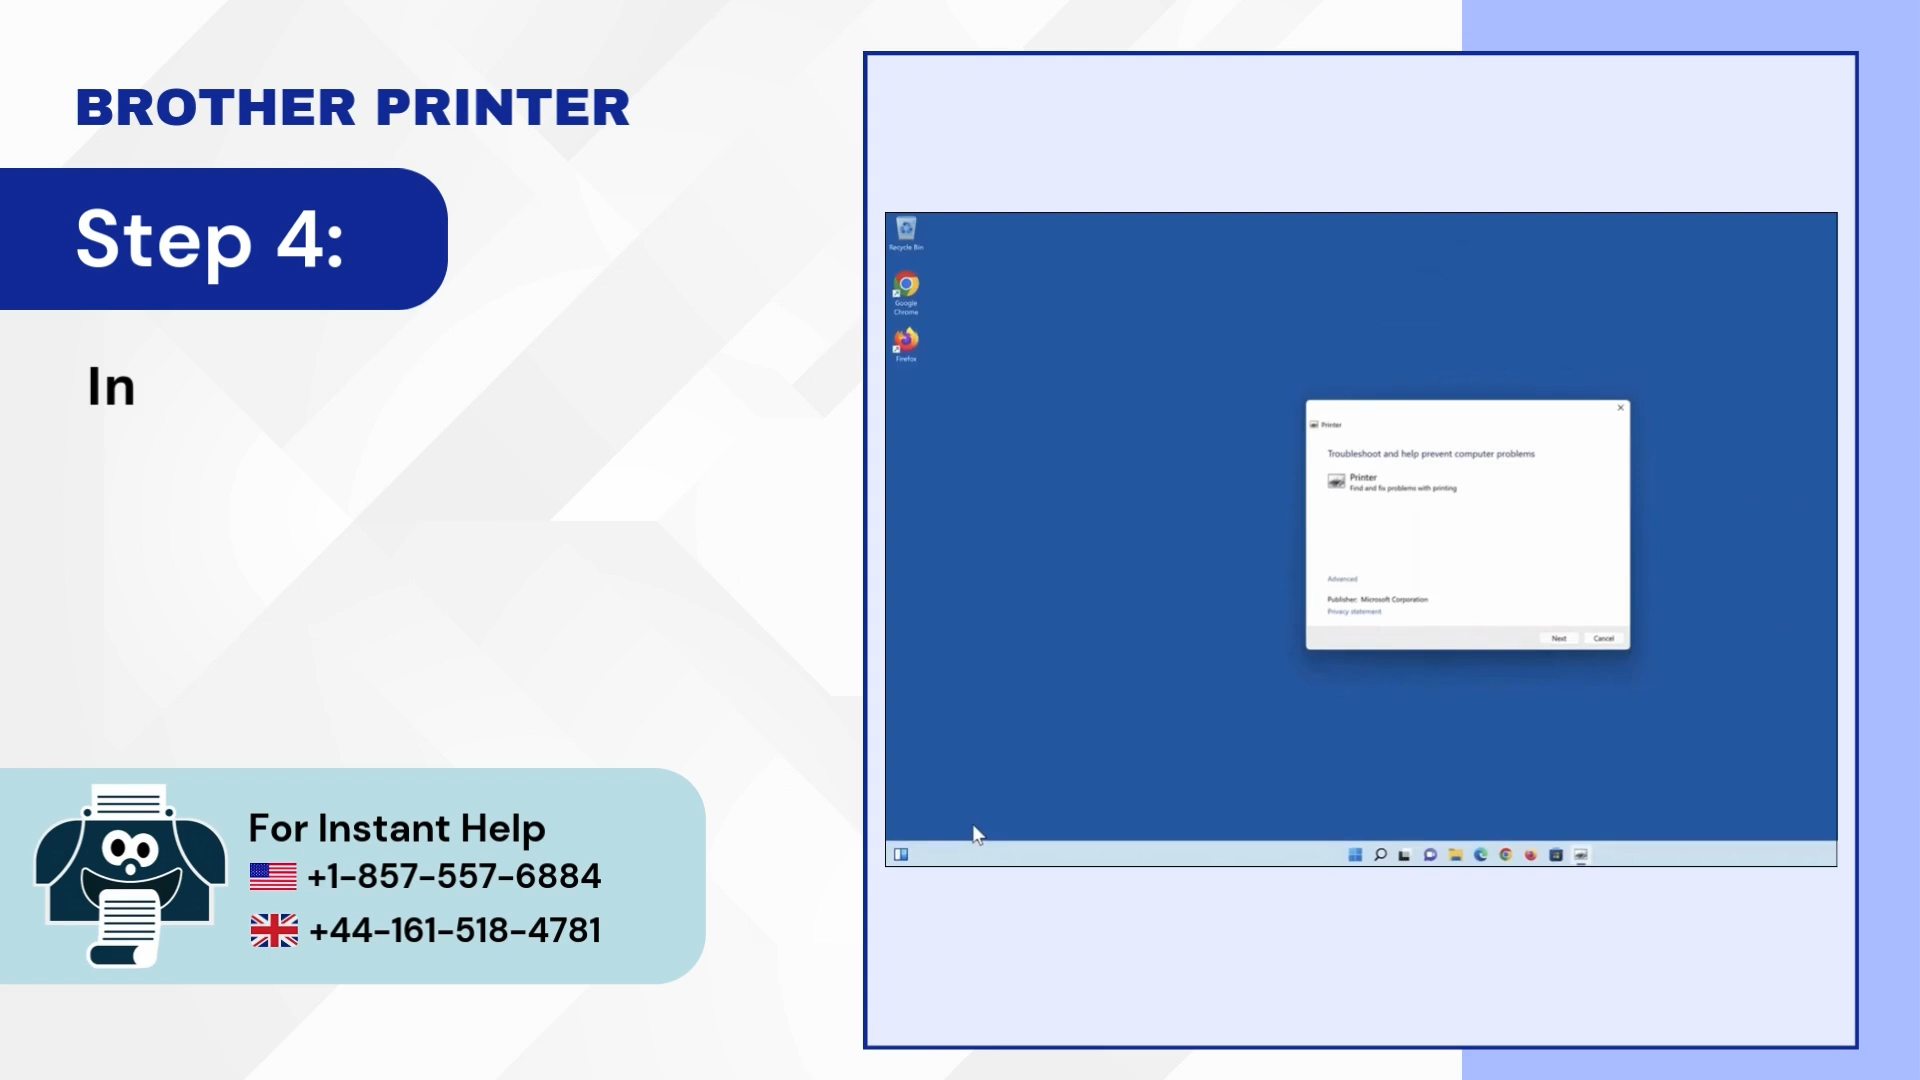 BROTHER PRINTER
Step 4:
In
For Instant Help
+1-857-557-6884
+44-161-518-4781
Recycle Bin
Google
Chrome
Firefox
Printer
Troubleshoot and help prevent computer problems
Printer
Find and fix problems with printing
Advanced
Publisher: Microsoft Corporation
Privacy statement
Next
Cancel